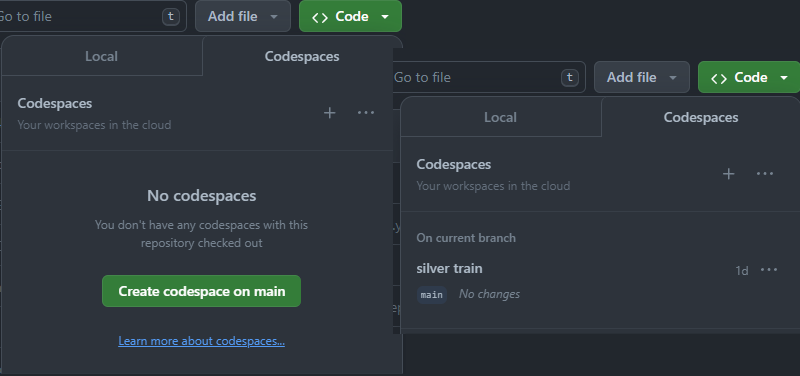 Go to file t Add file Code
Local Codespaces
Codespaces
Your workspaces in the cloud
No codespaces
You don't have any codespaces with this
repository checked out
Create codespace on main
Learn more about codespaces...
Go to file t Add file Code
Local Codespaces
Codespaces
Your workspaces in the cloud
On current branch
silver train 1d
main No changes